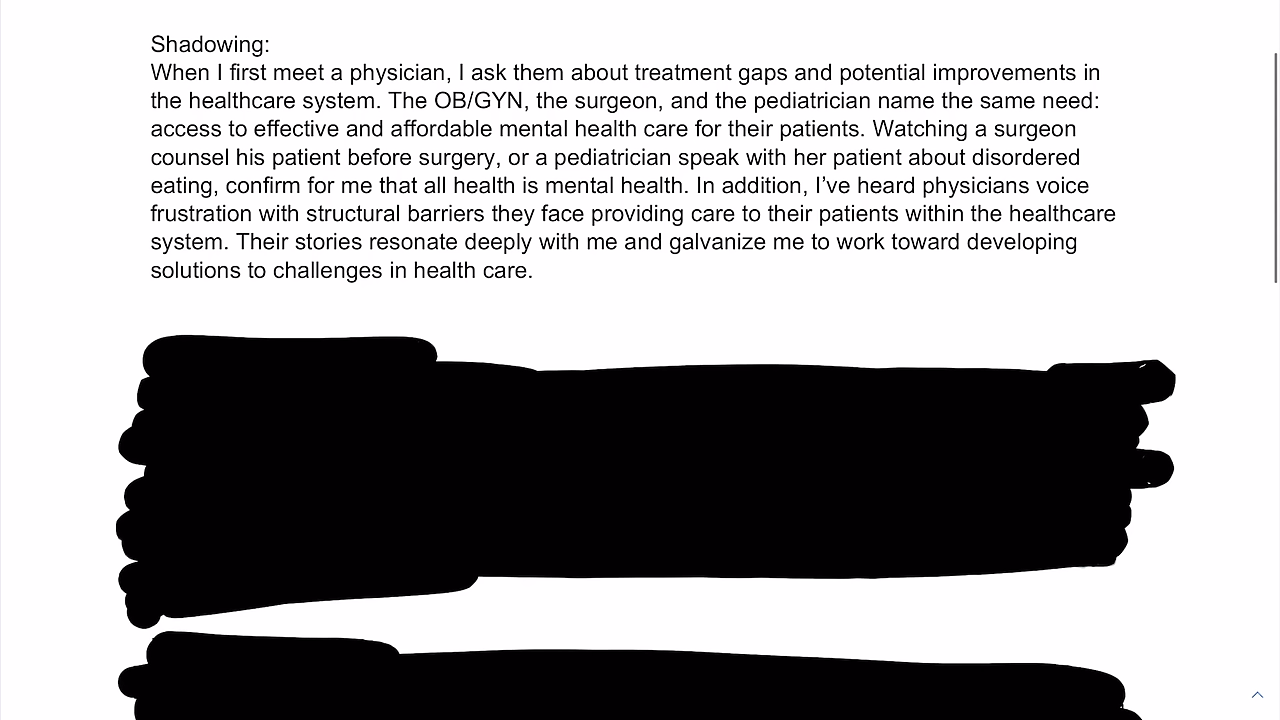 Shadowing:
When I first meet a physician, I ask them about treatment gaps and potential improvements in
the healthcare system. The OB/GYN, the surgeon, and the pediatrician name the same need:
access to effective and affordable mental health care for their patients. Watching a surgeon
counsel his patient before surgery, or a pediatrician speak with her patient about disordered
eating, confirm for me that all health is mental health. In addition, I’ve heard physicians voice
frustration with structural barriers they face providing care to their patients within the healthcare
system. Their stories resonate deeply with me and galvanize me to work toward developing
solutions to challenges in health care.